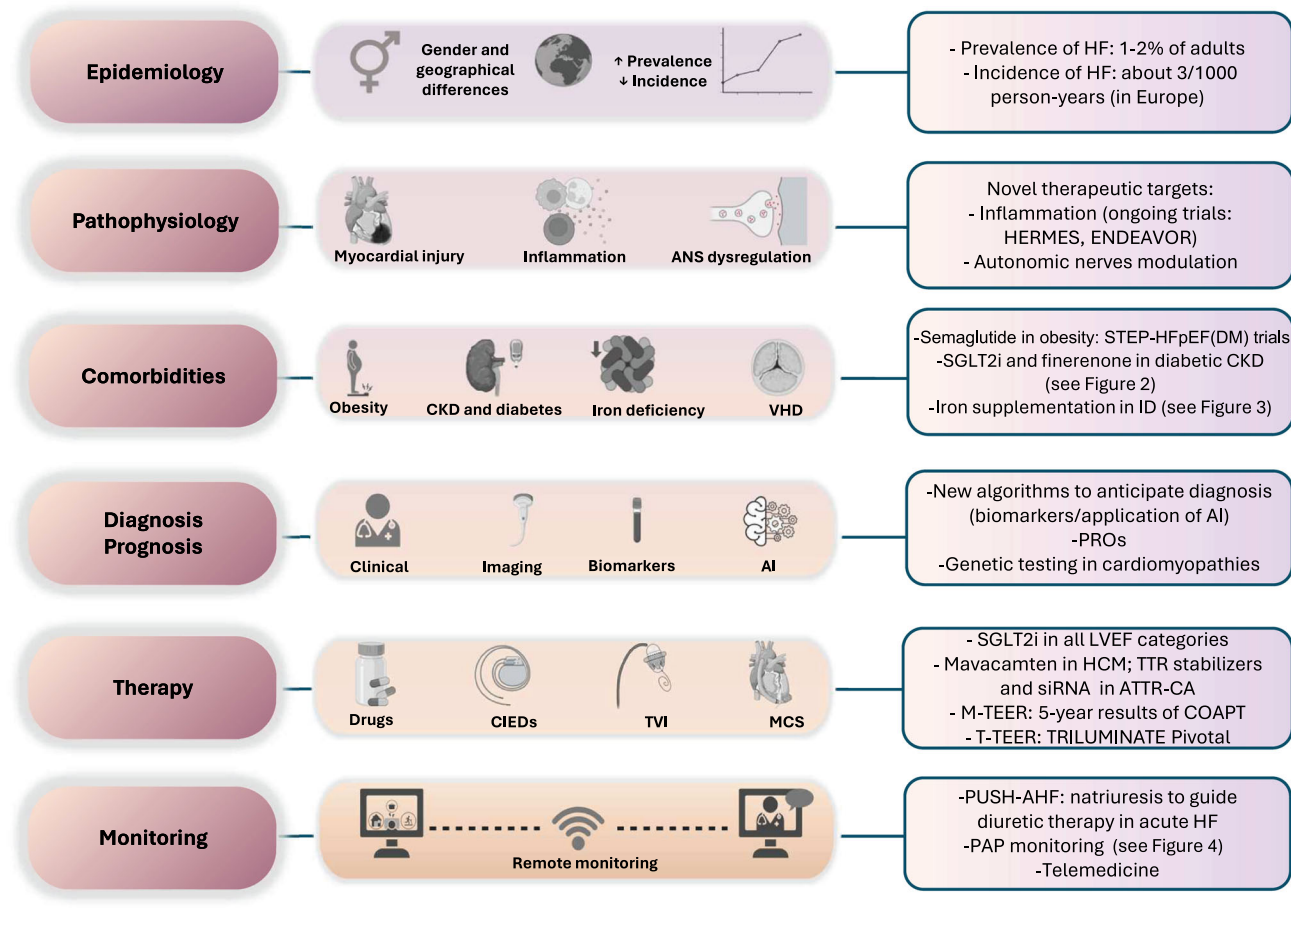 Epidemiology
Gender and
geographical
differences
↑ Prevalence
↓ Incidence
- Prevalence of HF: 1-2% of adults
- Incidence of HF: about 3/1000
person-years (in Europe)
Pathophysiology
Myocardial injury
Inflammation
ANS dysregulation
Novel therapeutic targets:
- Inflammation (ongoing trials:
HERMES, ENDEAVOR)
- Autonomic nerves modulation
Comorbidities
Obesity
CKD and diabetes
Iron deficiency
VHD
-Semaglutide in obesity: STEP-HFpEF(DM) trials
-SGLT2i and finerenone in diabetic CKD
(see Figure 2)
-Iron supplementation in ID (see Figure 3)
Diagnosis
Prognosis
Clinical
Imaging
Biomarkers
AI
-New algorithms to anticipate diagnosis
(biomarkers/application of AI)
-PROs
-Genetic testing in cardiomyopathies
Therapy
Drugs
CIEDs
TVI
MCS
- SGLT2i in all LVEF categories
- Mavacamten in HCM; TTR stabilizers
and siRNA in ATTR-CA
- M-TEER: 5-year results of COAPT
- T-TEER: TRILUMINATE Pivotal
Monitoring
Remote monitoring
-PUSH-AHF: natriuresis to guide
diuretic therapy in acute HF
-PAP monitoring (see Figure 4)
-Telemedicine